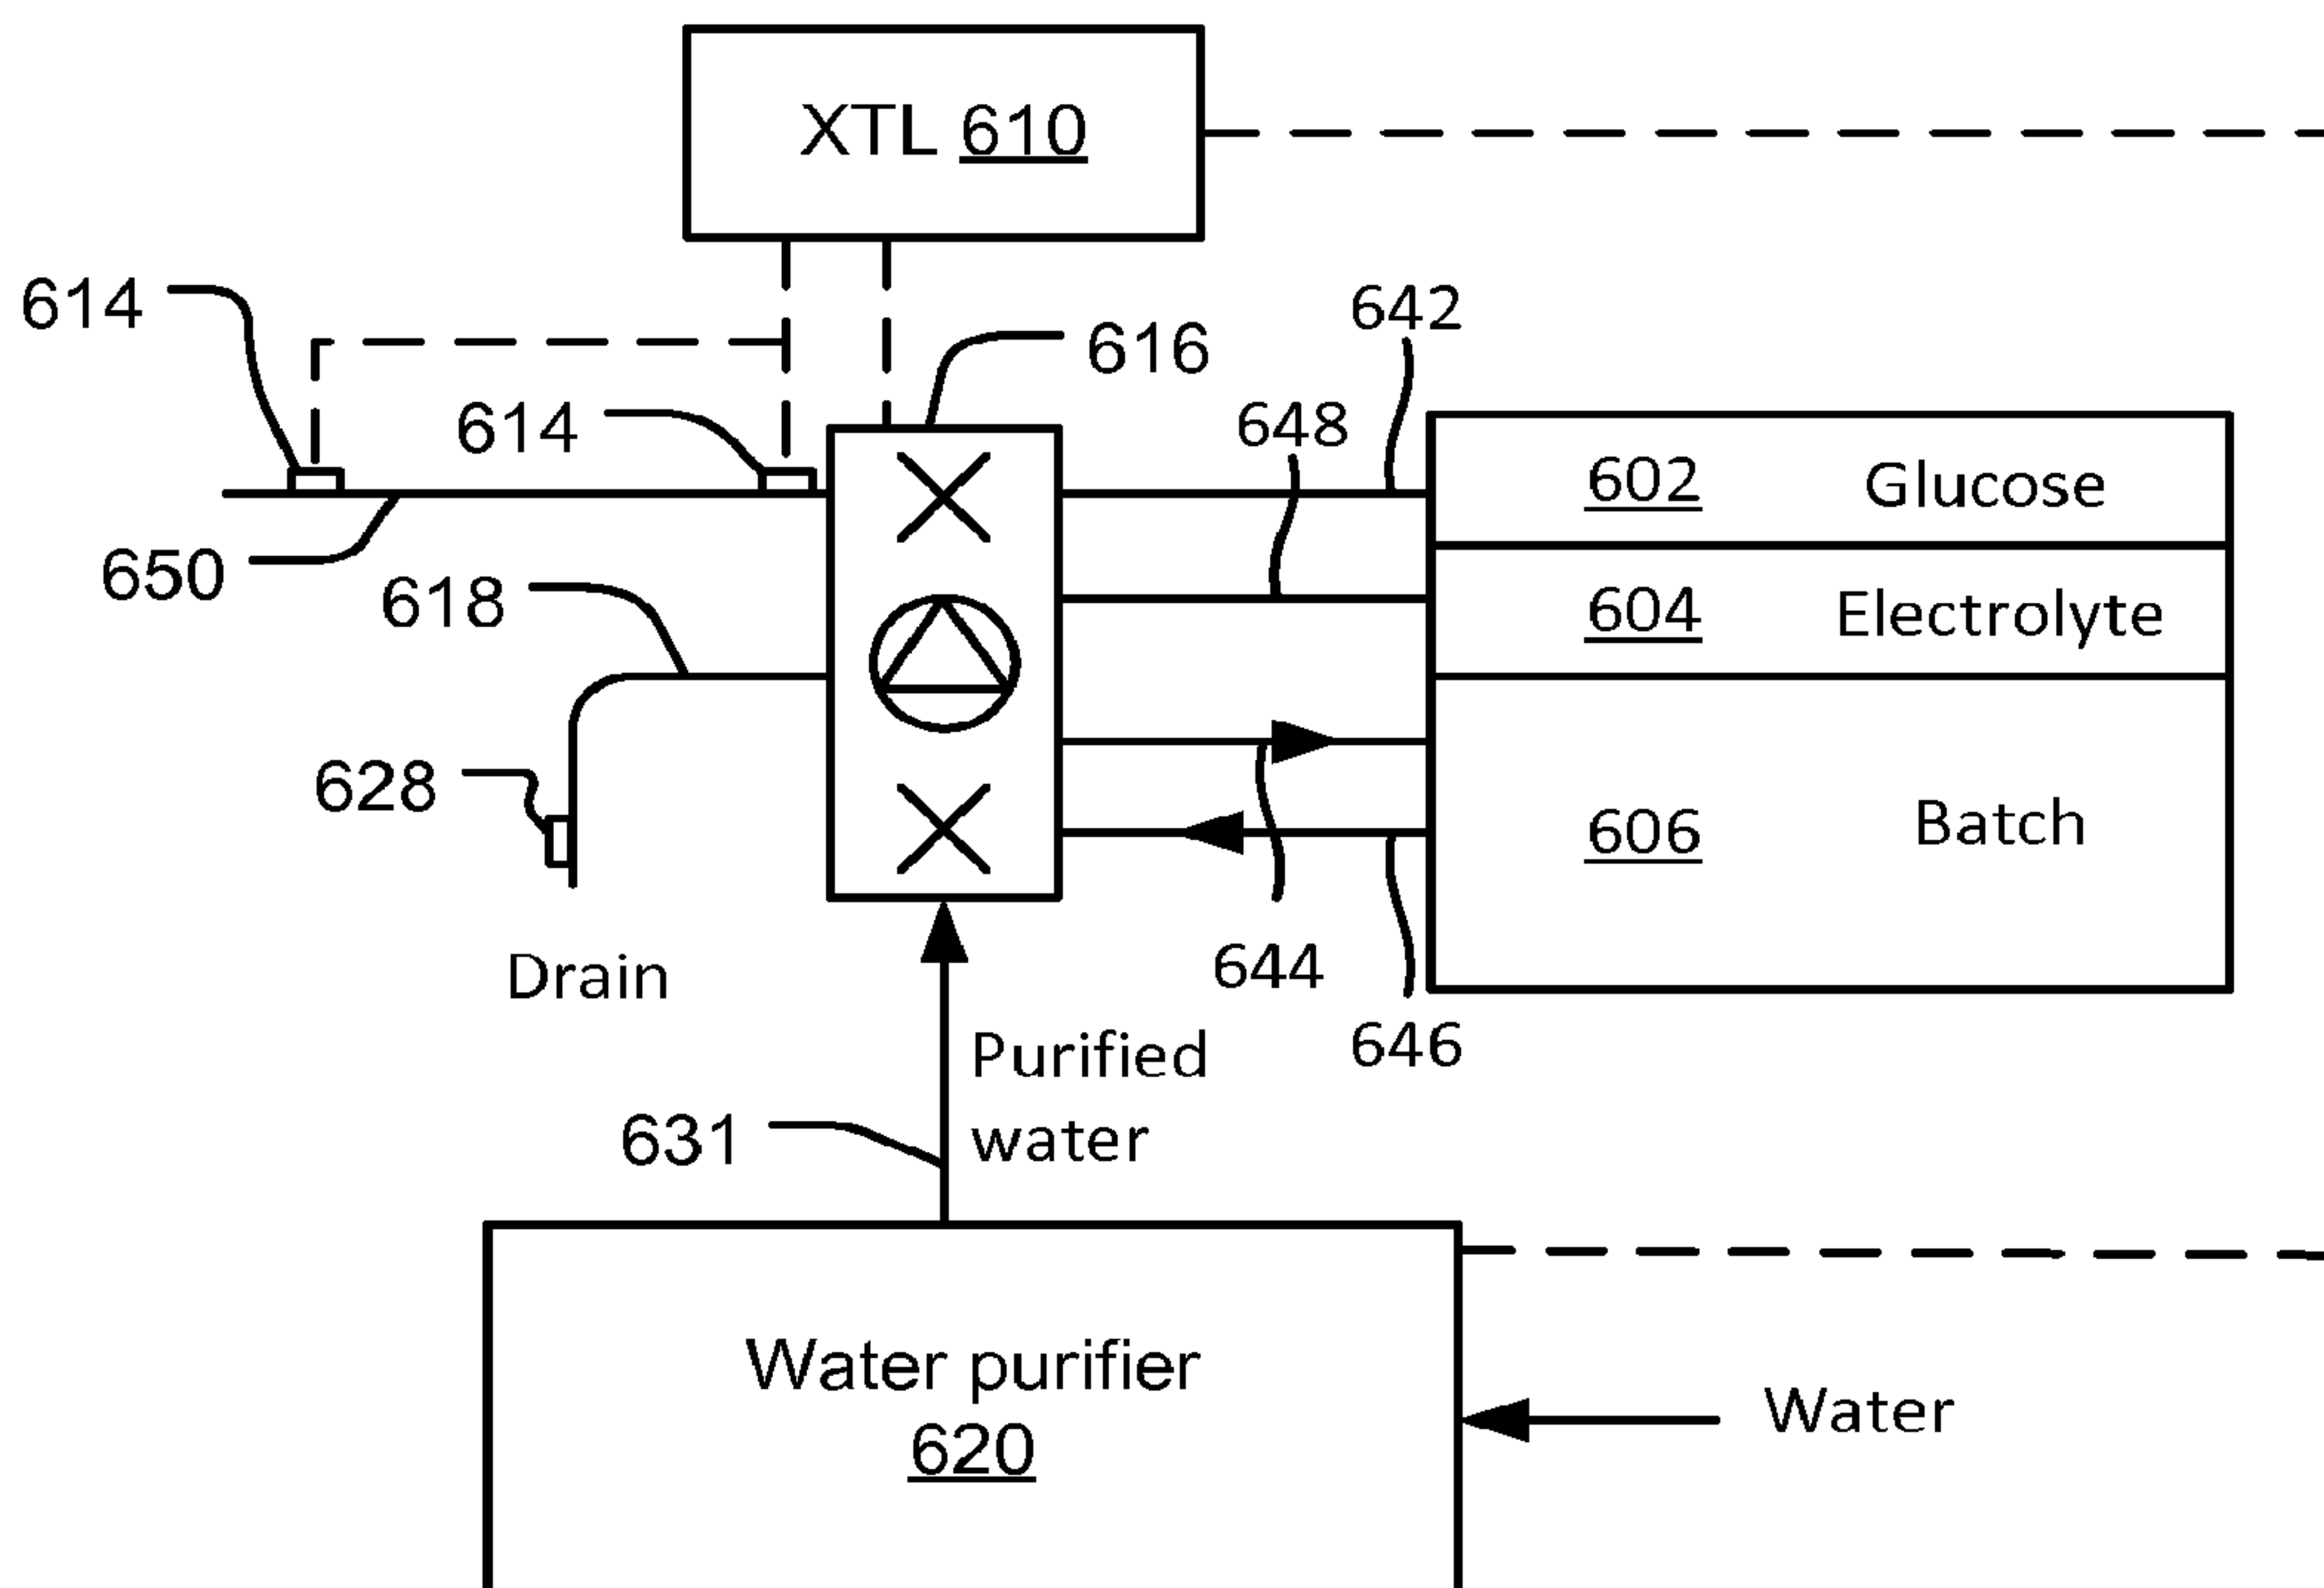 XTL 610
614
616
642
614
648
602 Glucose
650
618
604 Electrolyte
628
606 Batch
Drain
644
646
Purified
water
631
Water purifier
620
Water